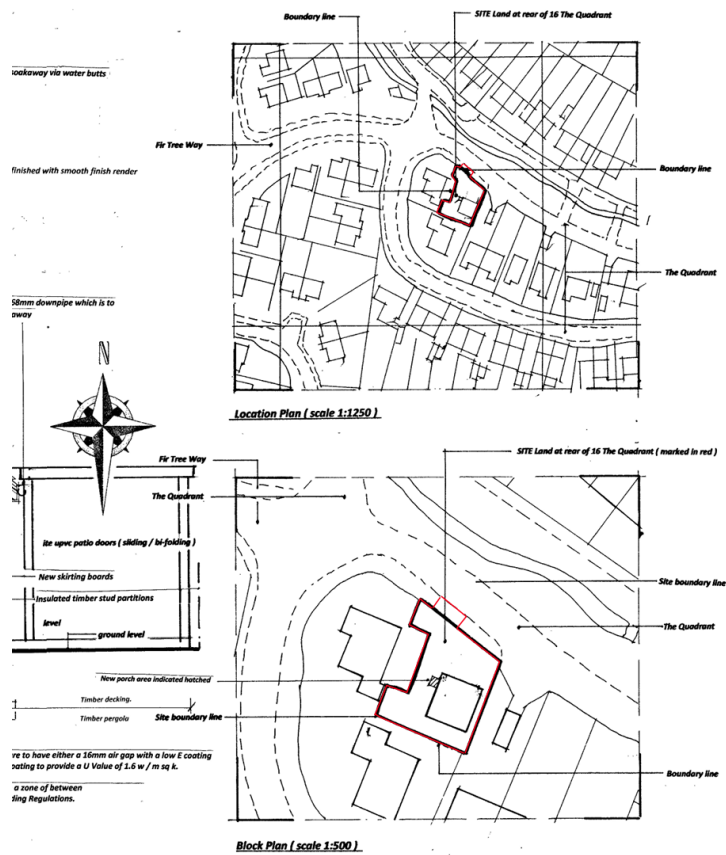 Boundary line
SITE Land at rear of 16 The Quadrant
soakaway via water butts
Fir Tree Way
finished with smooth finish render
Boundary line
The Quadrant
68mm downpipe which is to
away
N
Location Plan ( scale 1:1250 )
Fir Tree Way
SITE Land at rear of 16 The Quadrant ( marked in red )
The Quadrant
ite upvc patio doors ( sliding / bi-folding )
New skirting boards
Site boundary line
Insulated timber stud partitions
level
ground level
The Quadrant
New porch area indicated hatched
Timber decking.
Timber pergola
Site boundary line
re to have either a 16mm air gap with a low E coating
oating to provide a U Value of 1.6 w / m sq k.
Boundary line
a zone of between
ding Regulations.
Block Plan ( scale 1:500 )